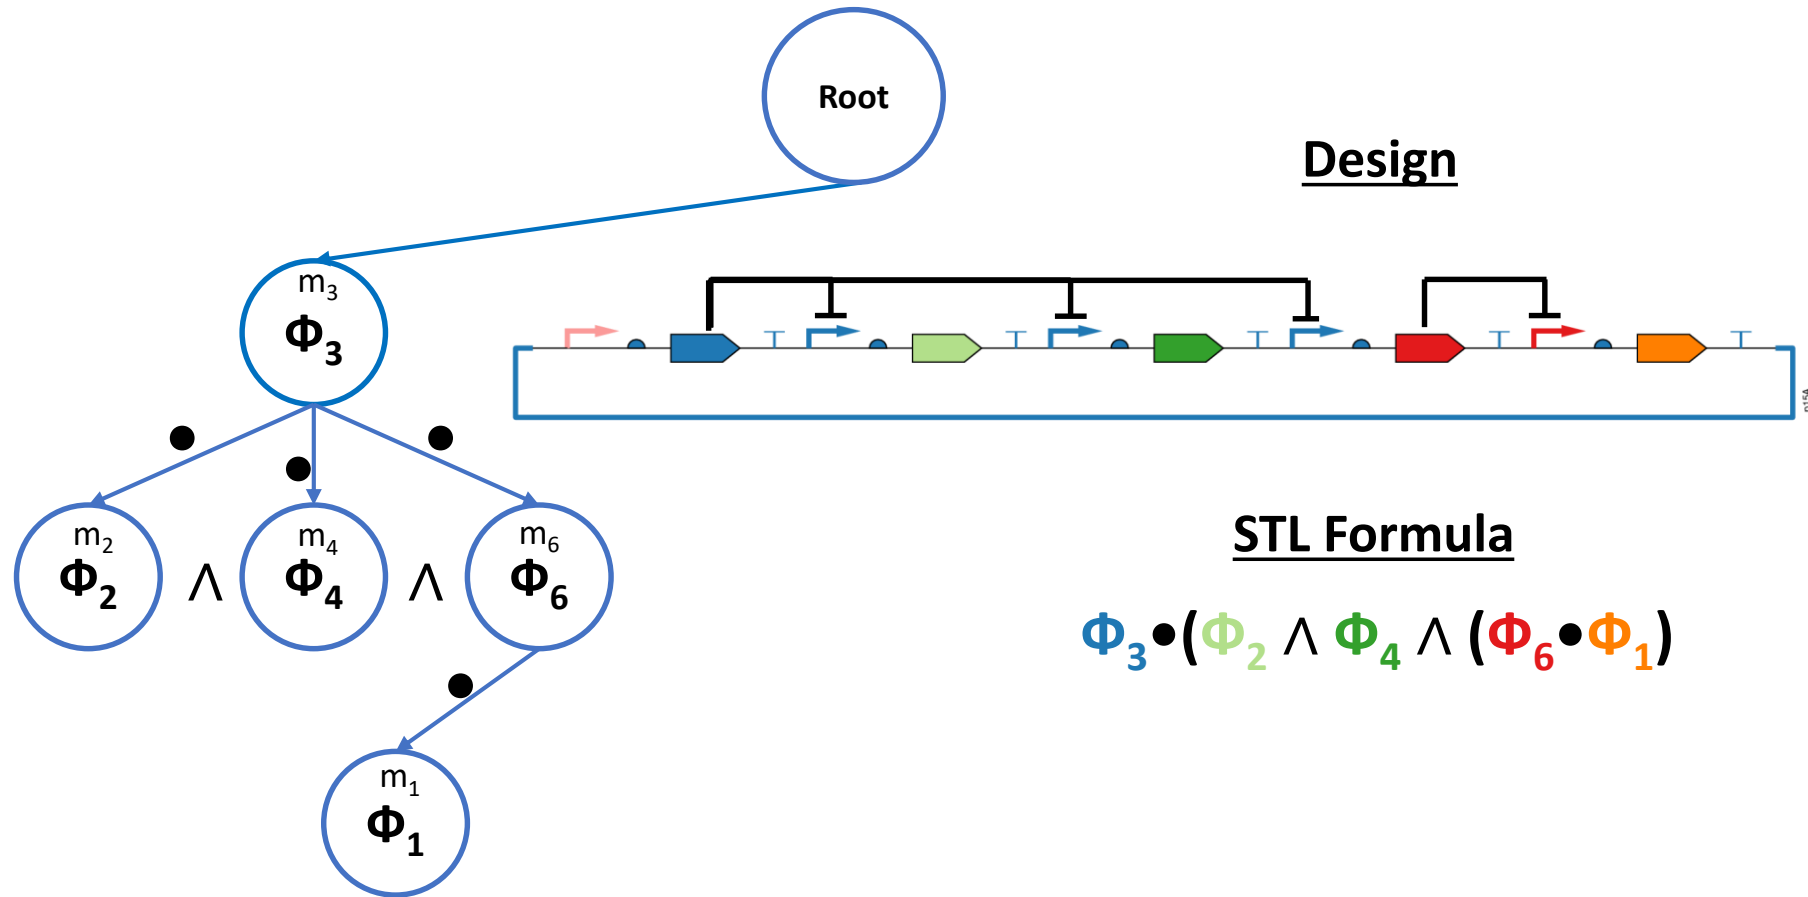 Root
Design
m₃
Φ₃
p15A
m₂
Φ₂
∧
m₄
Φ₄
∧
m₆
Φ₆
STL Formula
Φ₃●(Φ₂ ∧ Φ₄ ∧ (Φ₆●Φ₁)
m₁
Φ₁